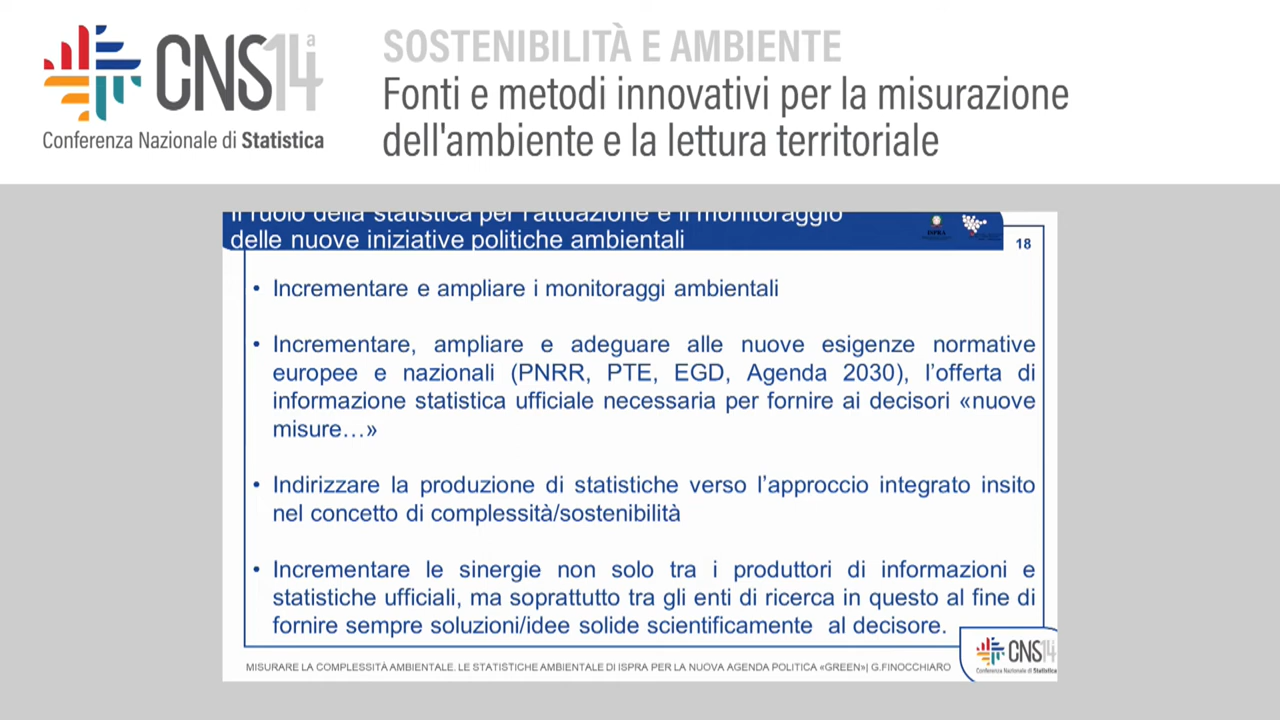 CNS14ª
Conferenza Nazionale di Statistica
SOSTENIBILITÀ E AMBIENTE
Fonti e metodi innovativi per la misurazione
dell'ambiente e la lettura territoriale
Il ruolo della statistica per l'attuazione e il monitoraggio
delle nuove iniziative politiche ambientali
ISPRA
18
• Incrementare e ampliare i monitoraggi ambientali
• Incrementare, ampliare e adeguare alle nuove esigenze normative
europee e nazionali (PNRR, PTE, EGD, Agenda 2030), l’offerta di
informazione statistica ufficiale necessaria per fornire ai decisori «nuove
misure…»
• Indirizzare la produzione di statistiche verso l’approccio integrato insito
nel concetto di complessità/sostenibilità
• Incrementare le sinergie non solo tra i produttori di informazioni e
statistiche ufficiali, ma soprattutto tra gli enti di ricerca in questo al fine di
fornire sempre soluzioni/idee solide scientificamente al decisore.
MISURARE LA COMPLESSITÁ AMBIENTALE. LE STATISTICHE AMBIENTALE DI ISPRA PER LA NUOVA AGENDA POLITICA «GREEN»| G.FINOCCHIARO
CNS14
Conferenza Nazionale di Statistica